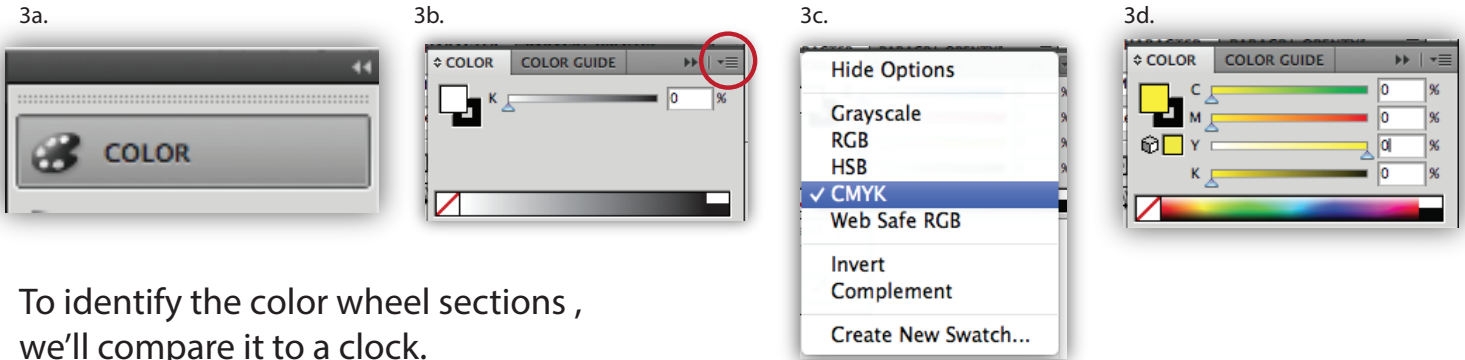 3a.
3b.
3c.
3d.
COLOR
COLOR
COLOR GUIDE
K
0
%
Hide Options
Grayscale
RGB
HSB
✓ CMYK
Web Safe RGB
Invert
Complement
Create New Swatch...
COLOR
COLOR GUIDE
C
0
%
M
0
%
Y
0
%
K
0
%
To identify the color wheel sections ,
we’ll compare it to a clock.